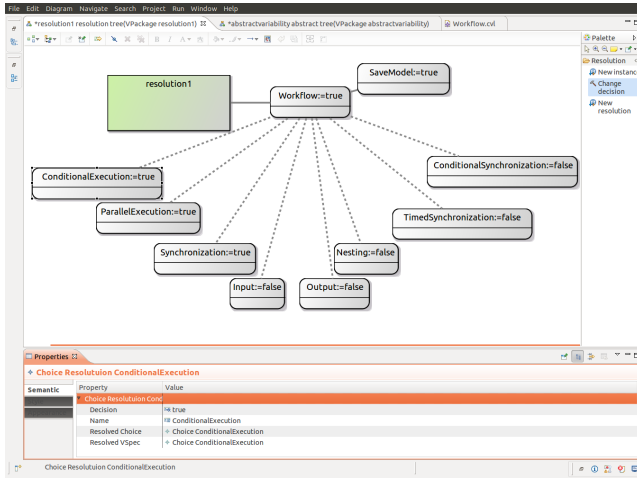 File Edit Diagram Navigate Search Project Run Window Help
*resolution1 resolution tree(VPackage resolution1) *abstractvariability abstract tree(VPackage abstractvariability) Workflow.cvl
Palette
Resolution
New instance
Change
decision
New
resolution
SaveModel:=true
resolution1
Workflow:=true
ConditionalSynchronization:=false
ConditionalExecution:=true
ParallelExecution:=true
TimedSynchronization:=false
Synchronization:=true
Nesting:=false
Input:=false
Output:=false
Properties
Choice Resolutuion ConditionalExecution
Semantic
Property Value
Choice Resolutuion Cond
Decision true
Name ConditionalExecution
Resolved Choice Choice ConditionalExecution
Resolved VSpec Choice ConditionalExecution
Choice Resolutuion ConditionalExecution